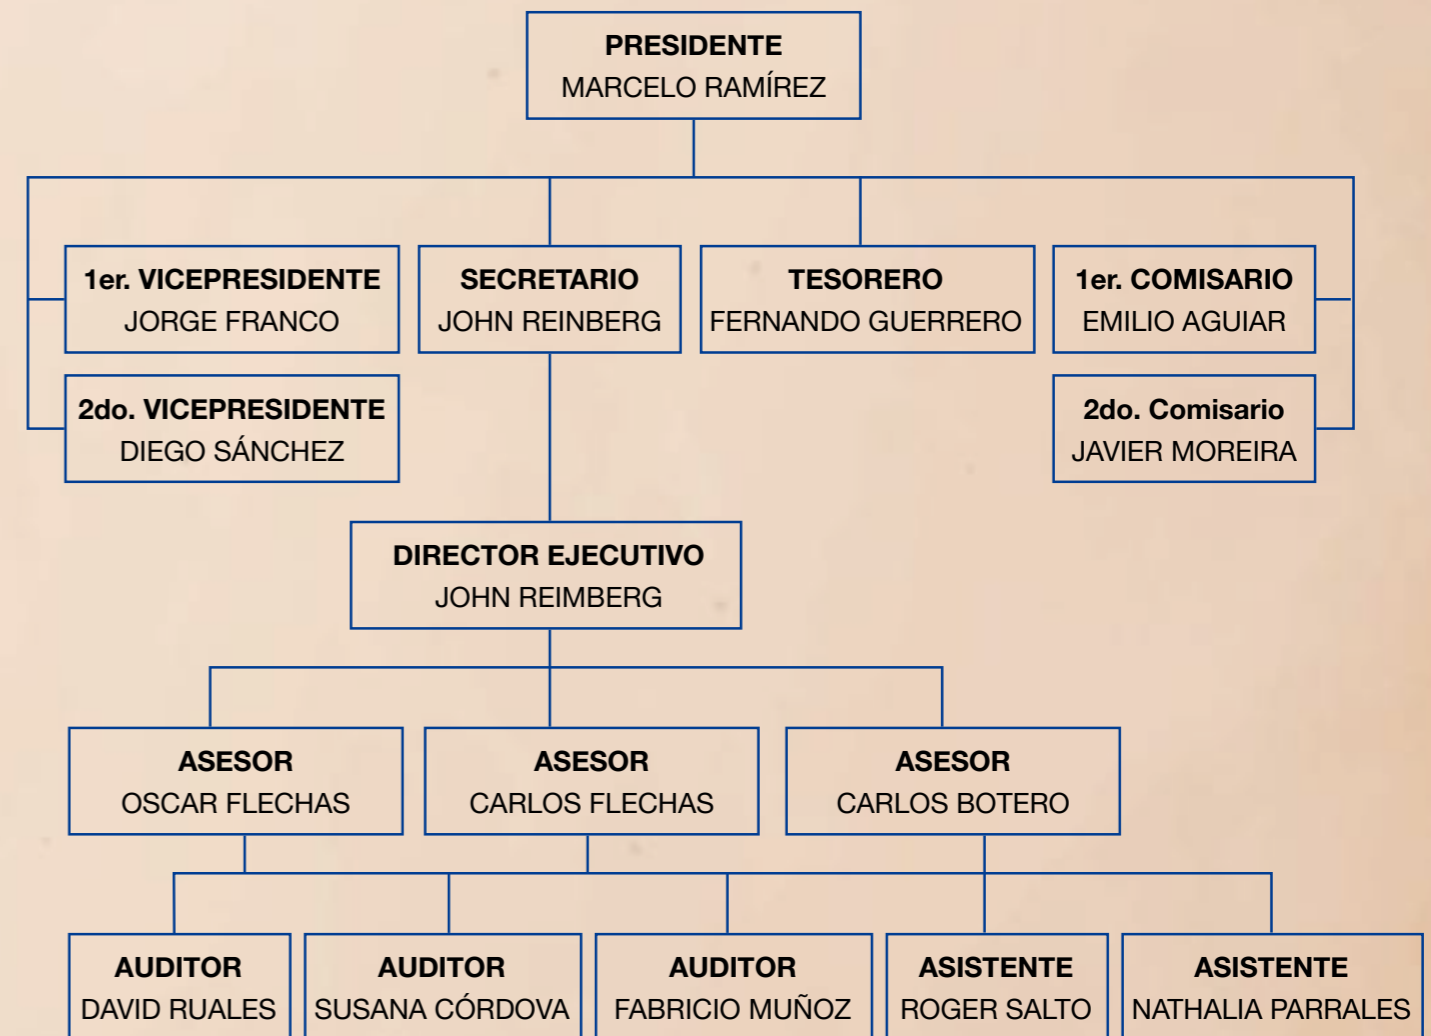 PRESIDENTE
MARCELO RAMÍREZ
1er. VICEPRESIDENTE
JORGE FRANCO
SECRETARIO
JOHN REINBERG
TESORERO
FERNANDO GUERRERO
1er. COMISARIO
EMILIO AGUIAR
2do. VICEPRESIDENTE
DIEGO SÁNCHEZ
2do. Comisario
JAVIER MOREIRA
DIRECTOR EJECUTIVO
JOHN REIMBERG
ASESOR
OSCAR FLECHAS
ASESOR
CARLOS FLECHAS
ASESOR
CARLOS BOTERO
AUDITOR
DAVID RUALES
AUDITOR
SUSANA CÓRDOVA
AUDITOR
FABRICIO MUÑOZ
ASISTENTE
ROGER SALTO
ASISTENTE
NATHALIA PARRALES